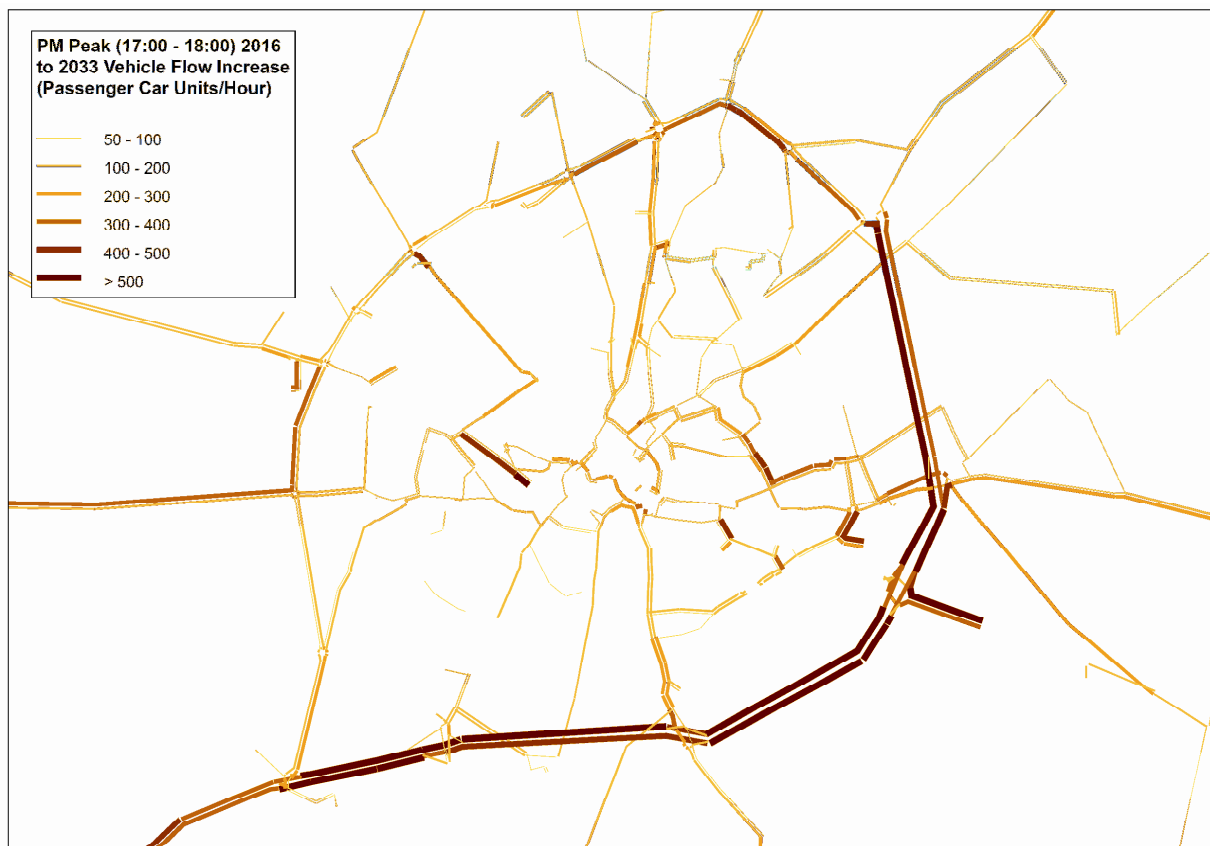 PM Peak (17:00 - 18:00) 2016
to 2033 Vehicle Flow Increase
(Passenger Car Units/Hour)
50 - 100
100 - 200
200 - 300
300 - 400
400 - 500
> 500